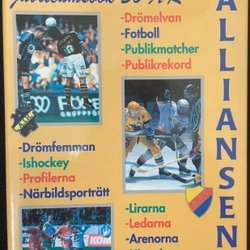 -Drömelvan
-Fotboll
-Publikmatcher
-Publikrekord
ALLIANSEN
-Drömfemman
-Ishockey
-Profilerna
-Närbildsporträtt
-Lirarna
-Ledarna
-Arenorna